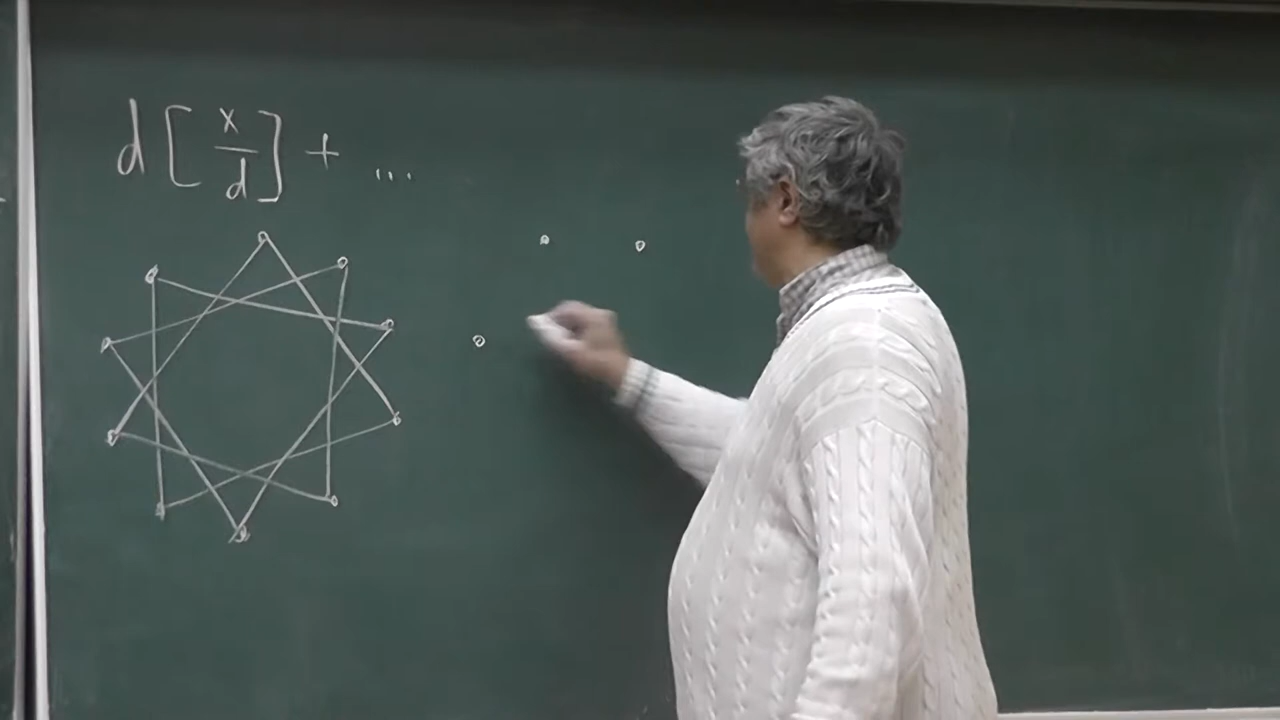 d [ x/d ] + ...